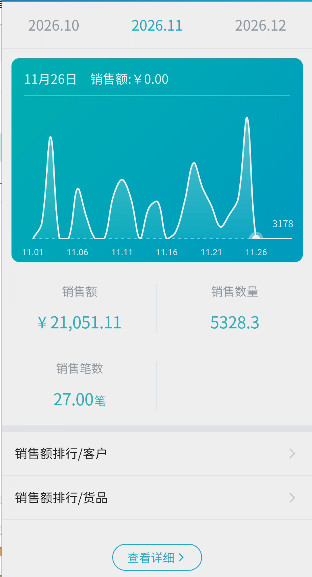 2026.10 2026.11 2026.12
11月26日 销售额:￥0.00
3178
11.01 11.06 11.11 11.16 11.21 11.26
销售额 销售数量
￥21,051.11 5328.3
销售笔数
27.00笔
销售额排行/客户
销售额排行/货品
查看详细